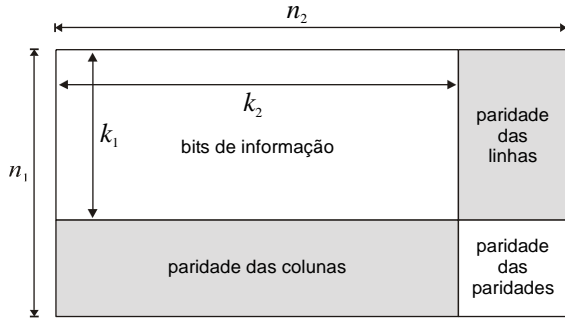 n₂
k₂
k₁
n₁
bits de informação
paridade
das
linhas
paridade das colunas
paridade
das
paridades